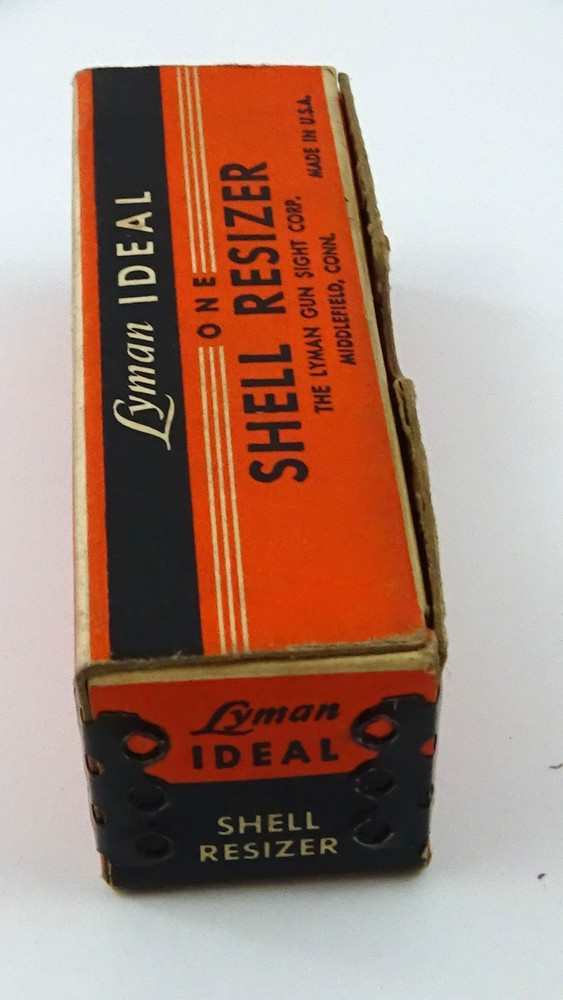 Lyman IDEAL
ONE
SHELL RESIZER
THE LYMAN GUN SIGHT CORP.
MIDDLEFIELD, CONN.
MADE IN U.S.A.
Lyman
IDEAL
SHELL
RESIZER